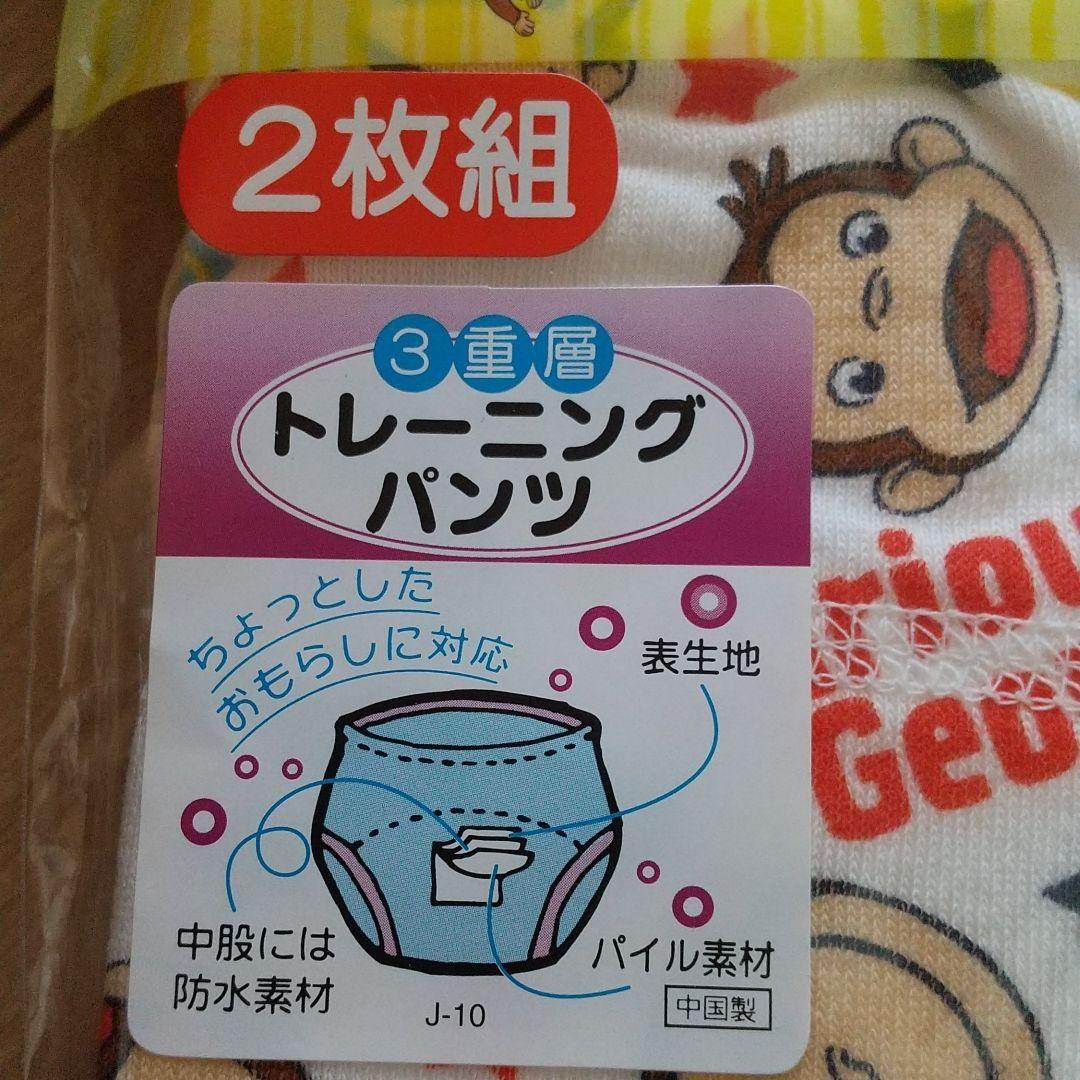 2枚組
3重層
トレーニング
パンツ
ちょっとした
おもらしに対応
表生地
中股には
防水素材
パイル素材
中国製
J-10